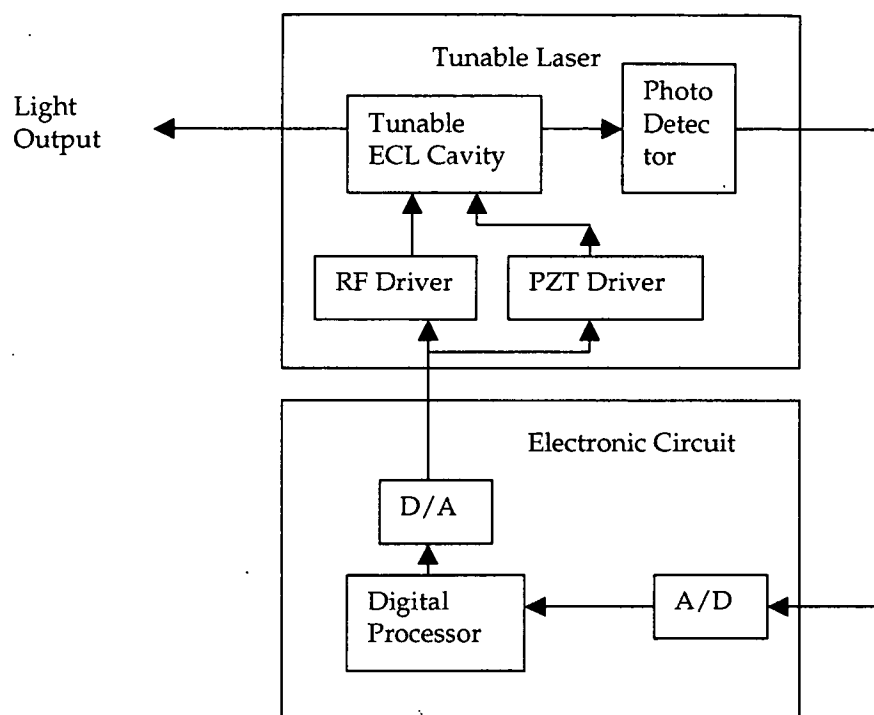 Tunable Laser
Light
Output
Tunable
ECL Cavity
Photo
Detec
tor
RF Driver
PZT Driver
Electronic Circuit
D/A
Digital
Processor
A/D